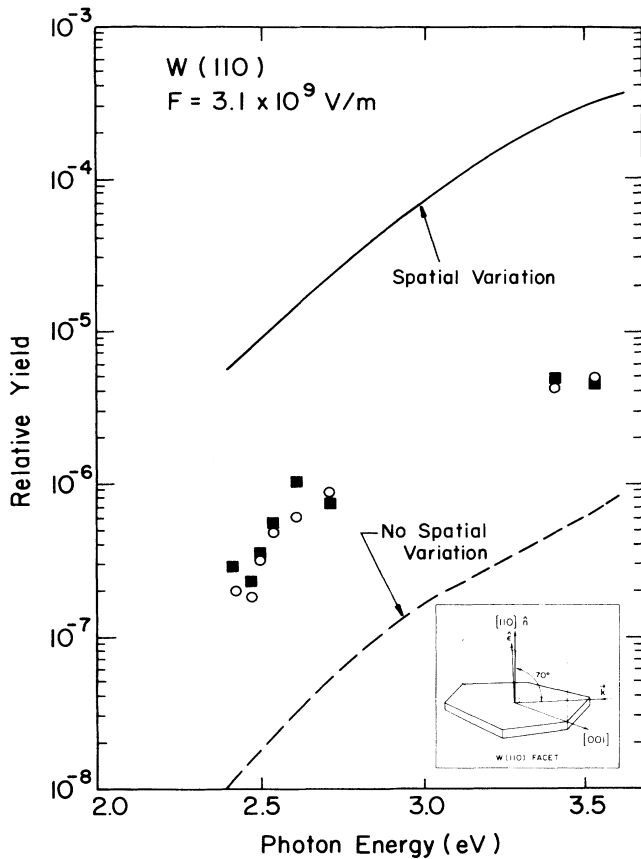 W (110)
F = 3.1 x 10⁹ V/m
10⁻³
10⁻⁴
10⁻⁵
10⁻⁶
10⁻⁷
10⁻⁸
Relative Yield
Spatial Variation
No Spatial
Variation
[110] n̂
ε̂
70°
k⃗
[001]
W(110) FACET
2.0
2.5
3.0
3.5
Photon Energy (eV)